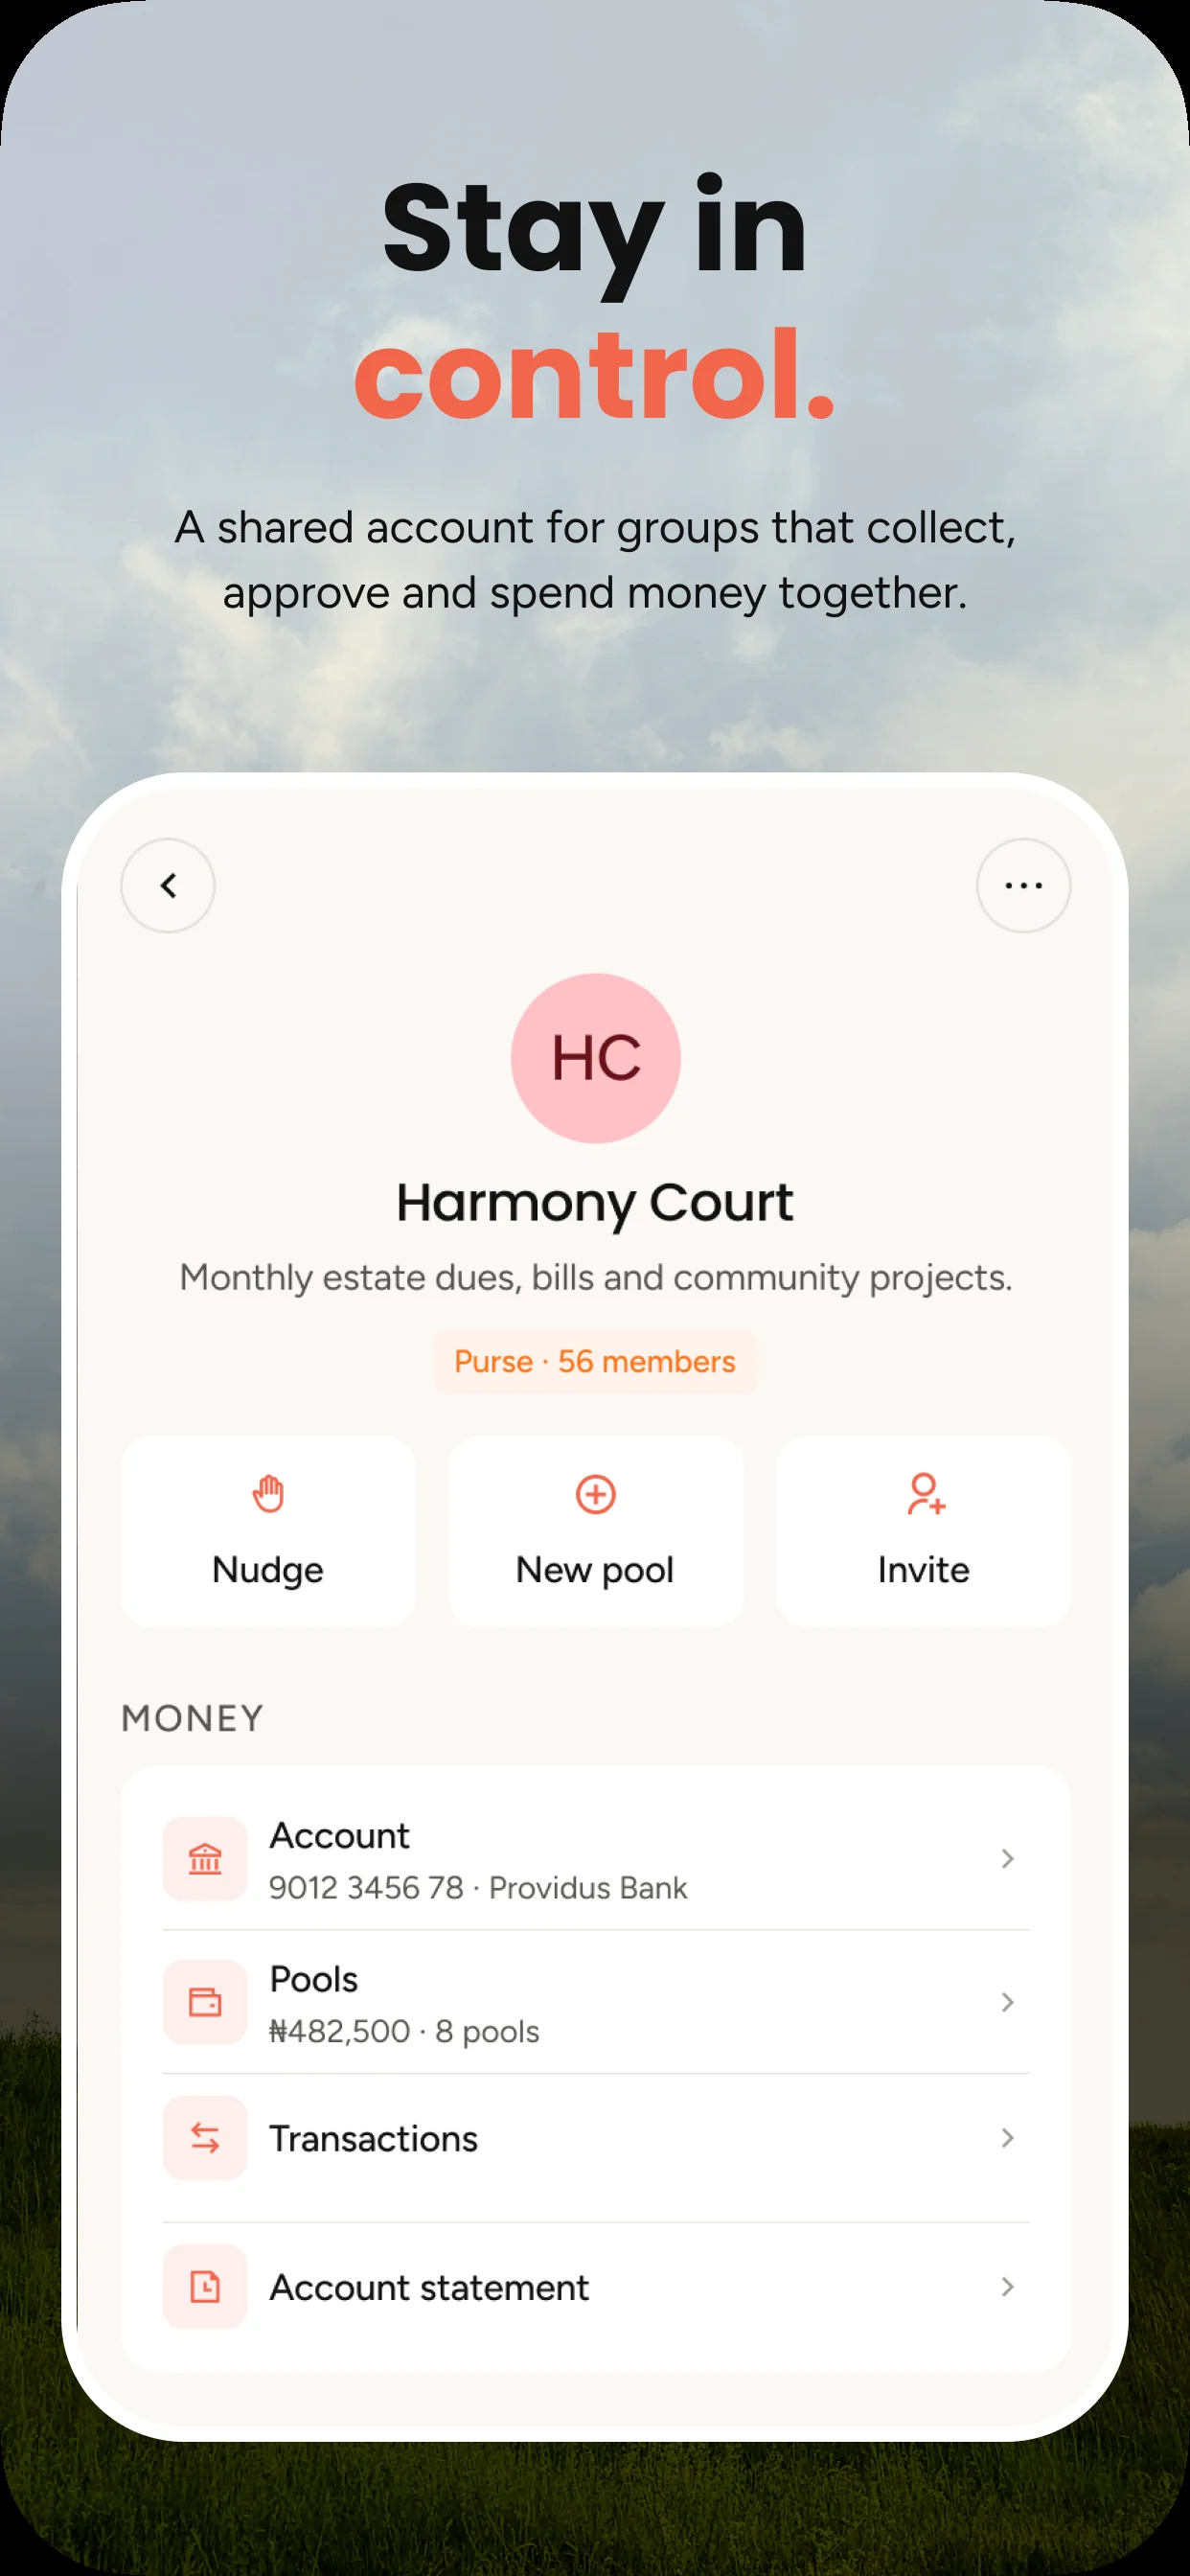 Stay in
control.
A shared account for groups that collect,
approve and spend money together.
HC
Harmony Court
Monthly estate dues, bills and community projects.
Purse · 56 members
Nudge
New pool
Invite
MONEY
Account
9012 3456 78 · Providus Bank
Pools
₦482,500 · 8 pools
Transactions
Account statement